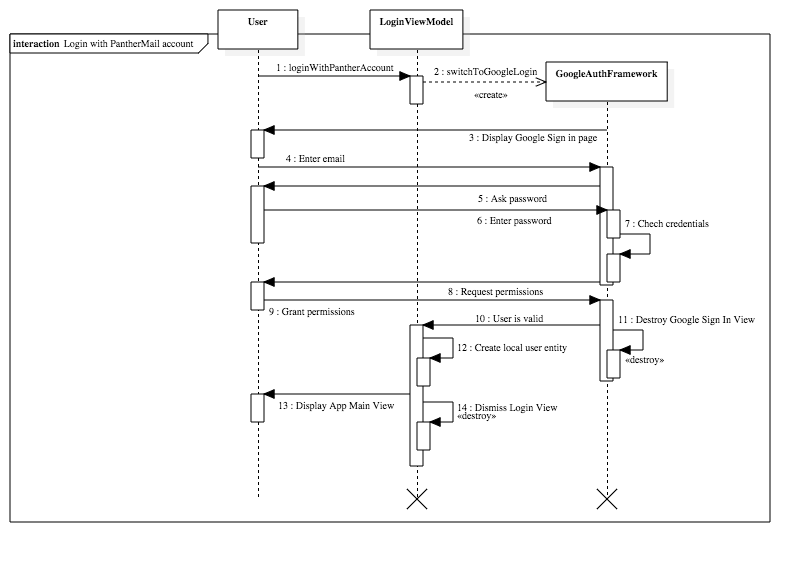 User
LoginViewModel
interaction Login with PantherMail account
1 : loginWithPantherAccount
2 : switchToGoogleLogin
GoogleAuthFramework
«create»
3 : Display Google Sign in page
4 : Enter email
5 : Ask password
6 : Enter password
7 : Chech credentials
8 : Request permissions
9 : Grant permissions
10 : User is valid
11 : Destroy Google Sign In View
12 : Create local user entity
«destroy»
13 : Display App Main View
14 : Dismiss Login View
«destroy»